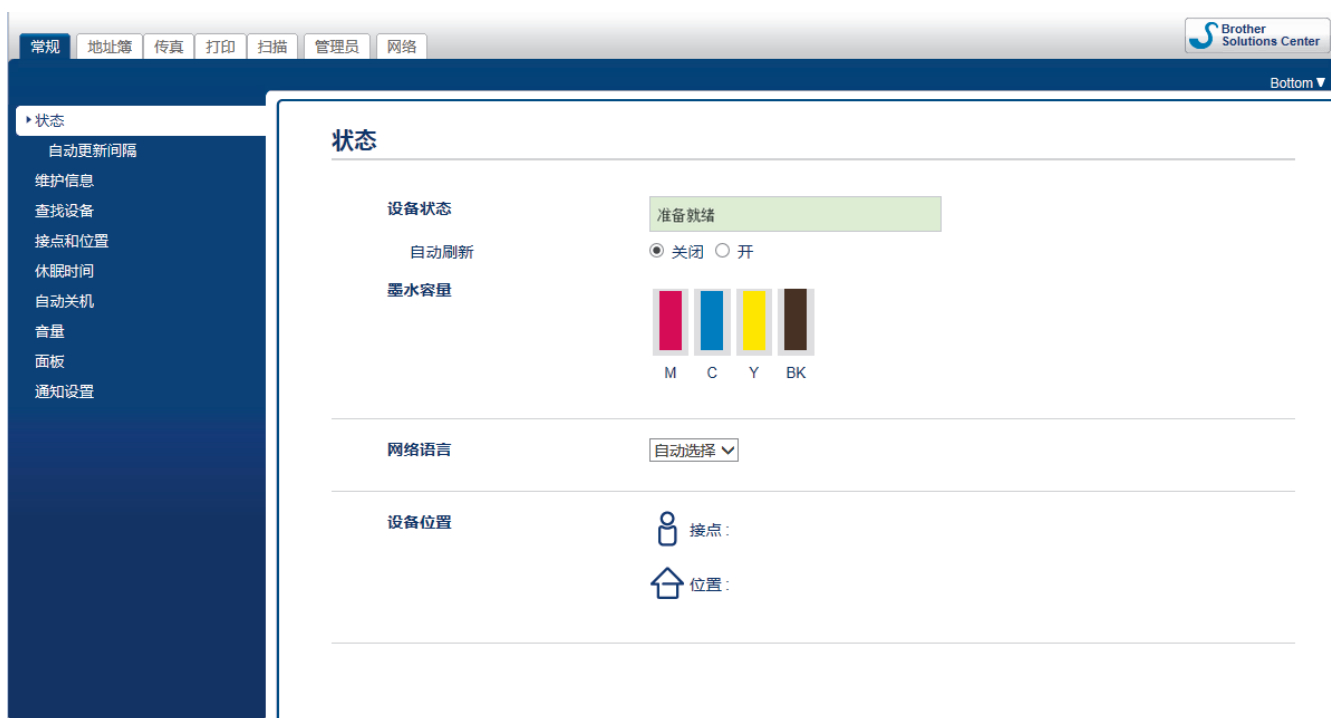 常规 地址簿 传真 打印 扫描 管理员 网络
Brother
Solutions Center
Bottom▼
状态
自动更新间隔
维护信息
查找设备
接点和位置
休眠时间
自动关机
音量
面板
通知设置
状态
设备状态 准备就绪
自动刷新 关闭 开
墨水容量
M C Y BK
网络语言 自动选择
设备位置 接点 :
位置 :